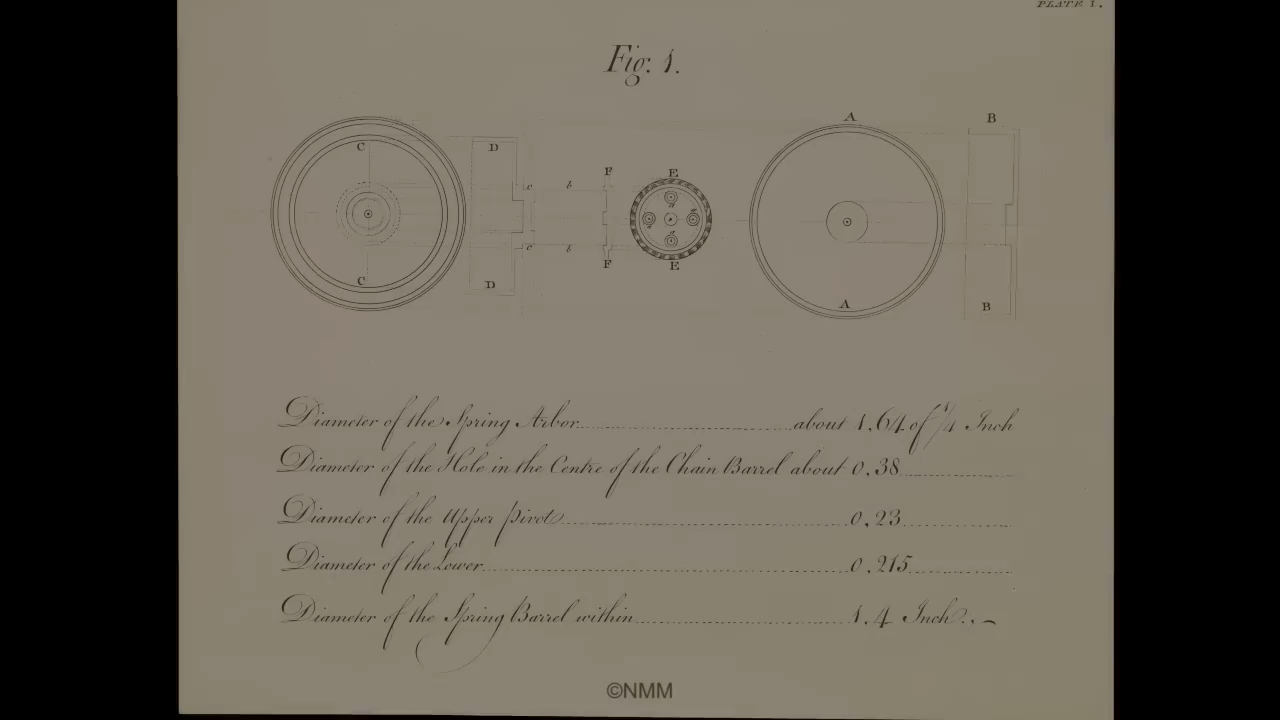 PLATE I.
Fig. 1.
A B
C D F E
c b
a
a a
a
c b
C D F E A B
Diameter of the Spring Arbor about 1,64 of 1/4 Inch
Diameter of the Hole in the Centre of the Chain Barrel about 0,38
Diameter of the Upper Pivot 0,23
Diameter of the Lower 0,215
Diameter of the Spring Barrel within 1,4 Inch.
©NMM